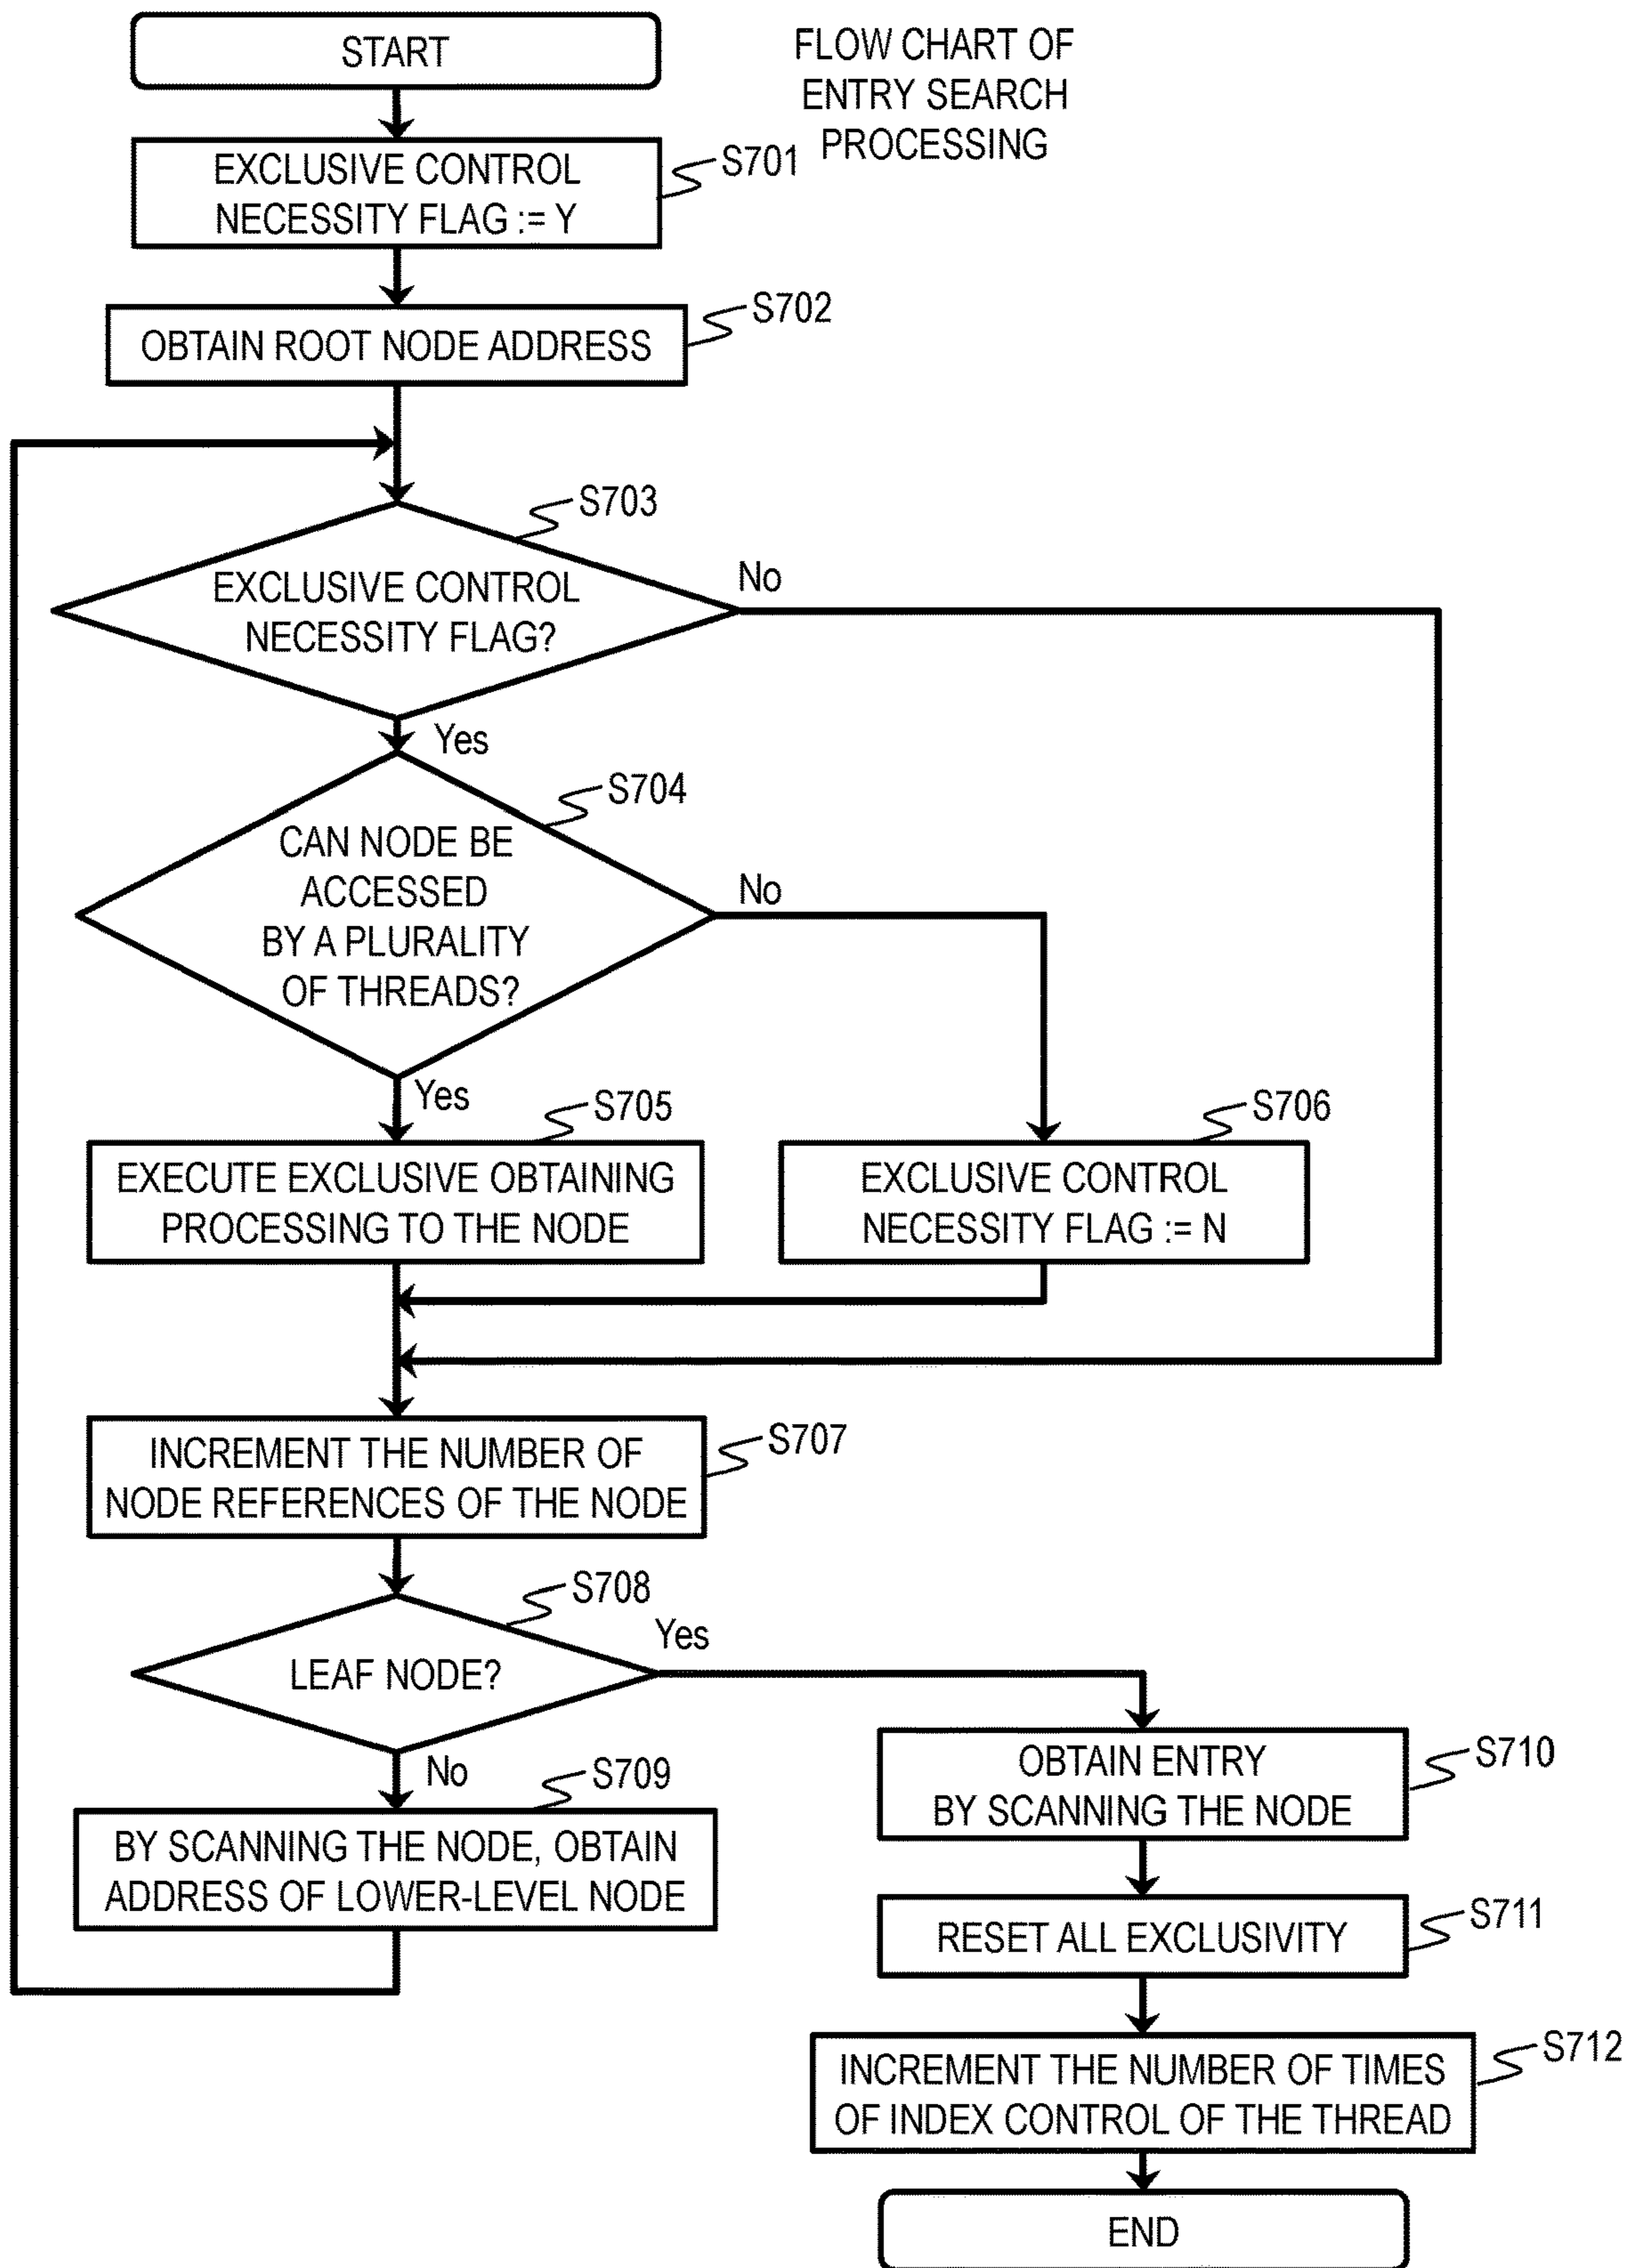 START
FLOW CHART OF
ENTRY SEARCH
PROCESSING
EXCLUSIVE CONTROL
NECESSITY FLAG := Y
S701
OBTAIN ROOT NODE ADDRESS
S702
S703
EXCLUSIVE CONTROL
NECESSITY FLAG?
No
Yes
S704
CAN NODE BE
ACCESSED
BY A PLURALITY
OF THREADS?
No
Yes
S705
EXECUTE EXCLUSIVE OBTAINING
PROCESSING TO THE NODE
S706
EXCLUSIVE CONTROL
NECESSITY FLAG := N
INCREMENT THE NUMBER OF
NODE REFERENCES OF THE NODE
S707
S708
LEAF NODE?
Yes
No
S709
BY SCANNING THE NODE, OBTAIN
ADDRESS OF LOWER-LEVEL NODE
OBTAIN ENTRY
BY SCANNING THE NODE
S710
RESET ALL EXCLUSIVITY
S711
INCREMENT THE NUMBER OF TIMES
OF INDEX CONTROL OF THE THREAD
S712
END